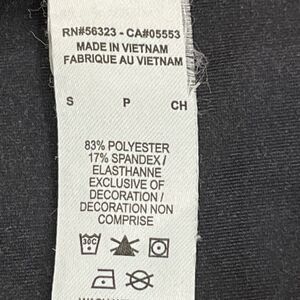 RN#56323 - CA#05553
MADE IN VIETNAM
FABRIQUE AU VIETNAM
S P CH
83% POLYESTER
17% SPANDEX /
ELASTHANNE
EXCLUSIVE OF
DECORATION /
DECORATION NON
COMPRISE
30C